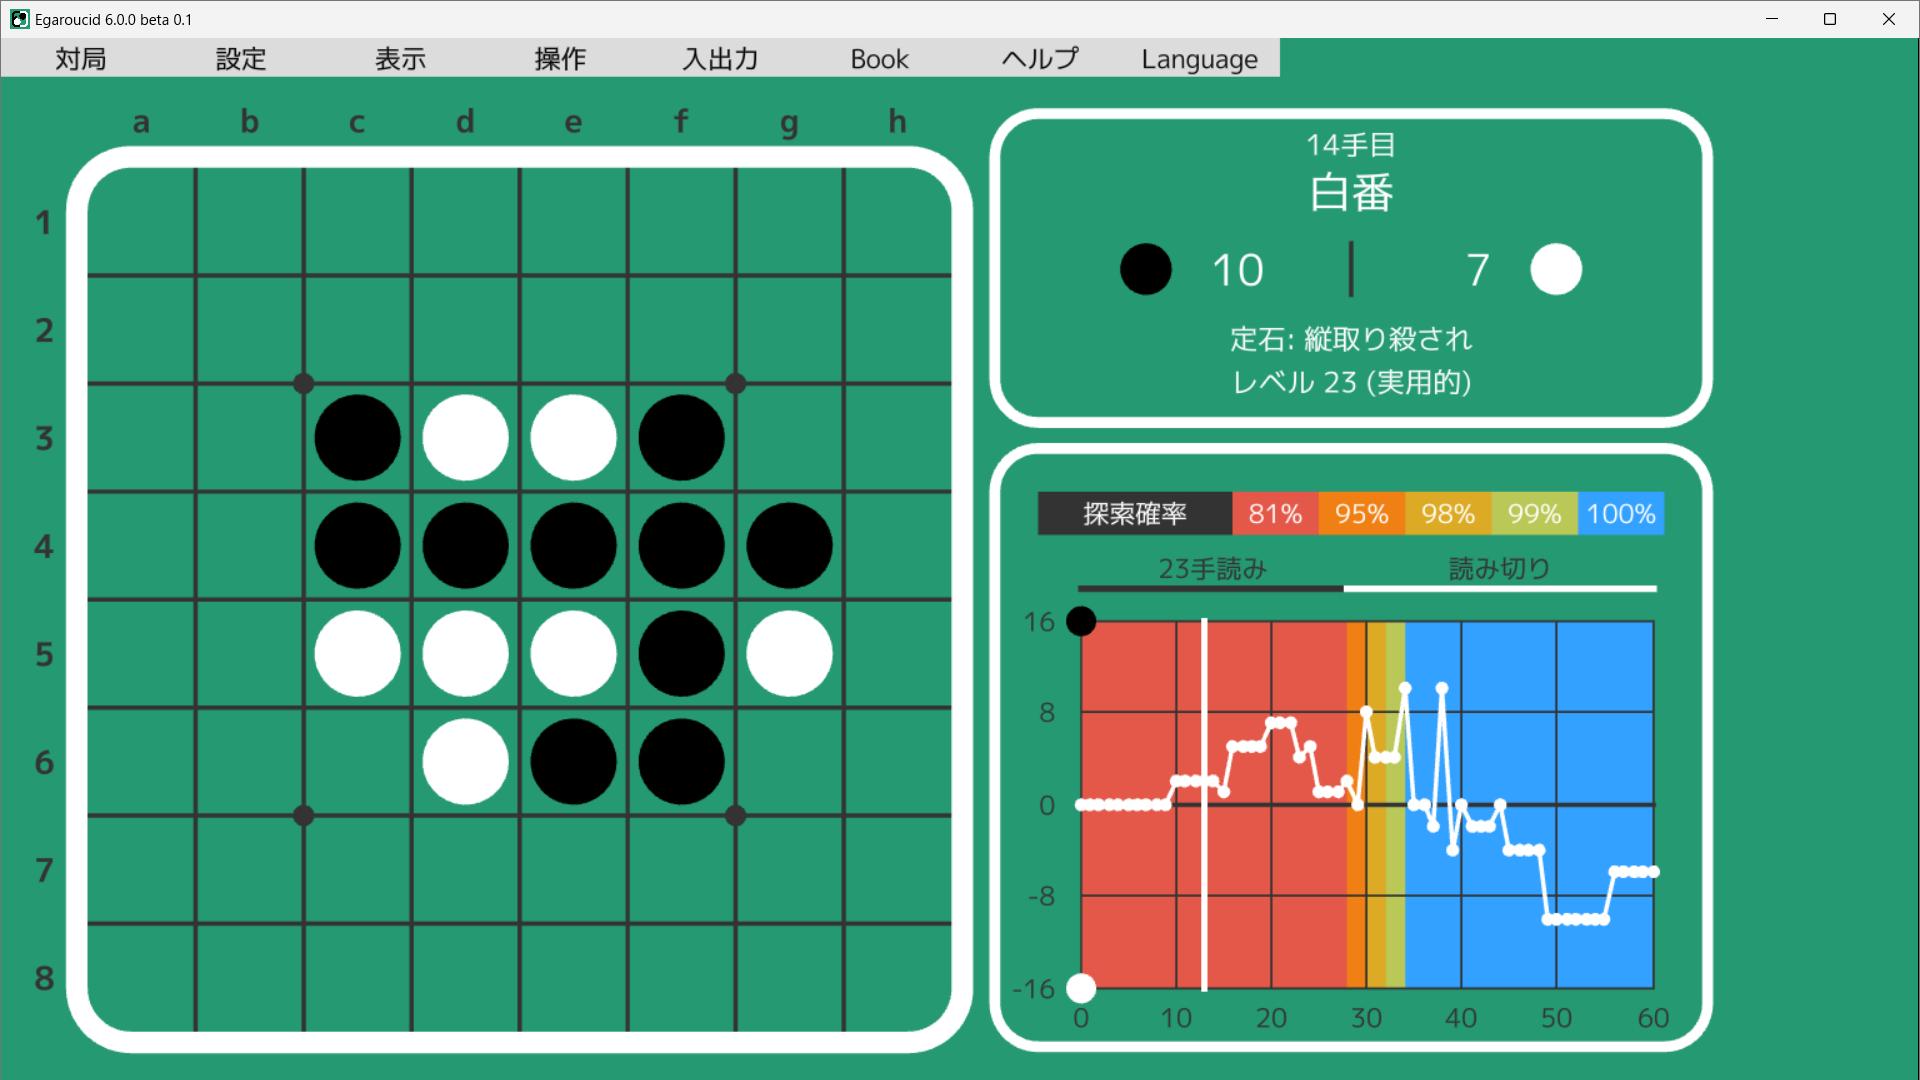 Egaroucid 6.0.0 beta 0.1
対局 設定 表示 操作 入出力 Book ヘルプ Language
a b c d e f g h
1
2
3
4
5
6
7
8
14手目
白番
10 7
定石: 縦取り殺され
レベル 23 (実用的)
探索確率 81% 95% 98% 99% 100%
23手読み 読み切り
16
8
0
-8
-16
0 10 20 30 40 50 60